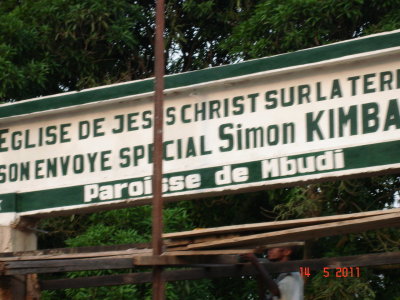 EGLISE DE JESUS CHRIST SUR LA TERR
SON ENVOYE SPECIAL Simon KIMBA
Paroisse de Mbudi
14 5 2011